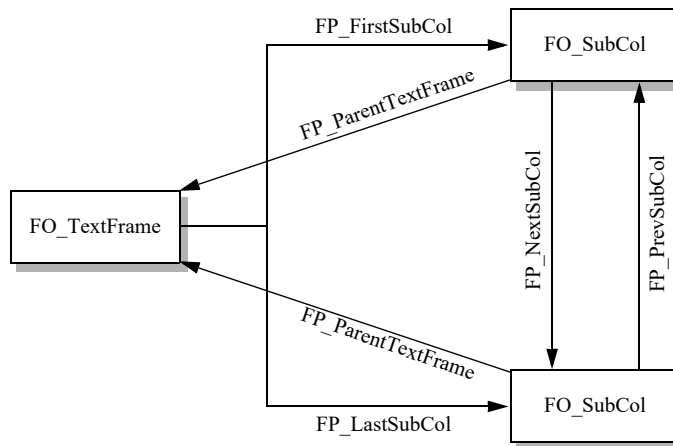 FP_FirstSubCol
FO_SubCol
FP_ParentTextFrame
FO_TextFrame
FP_NextSubCol
FP_PrevSubCol
FP_ParentTextFrame
FO_SubCol
FP_LastSubCol